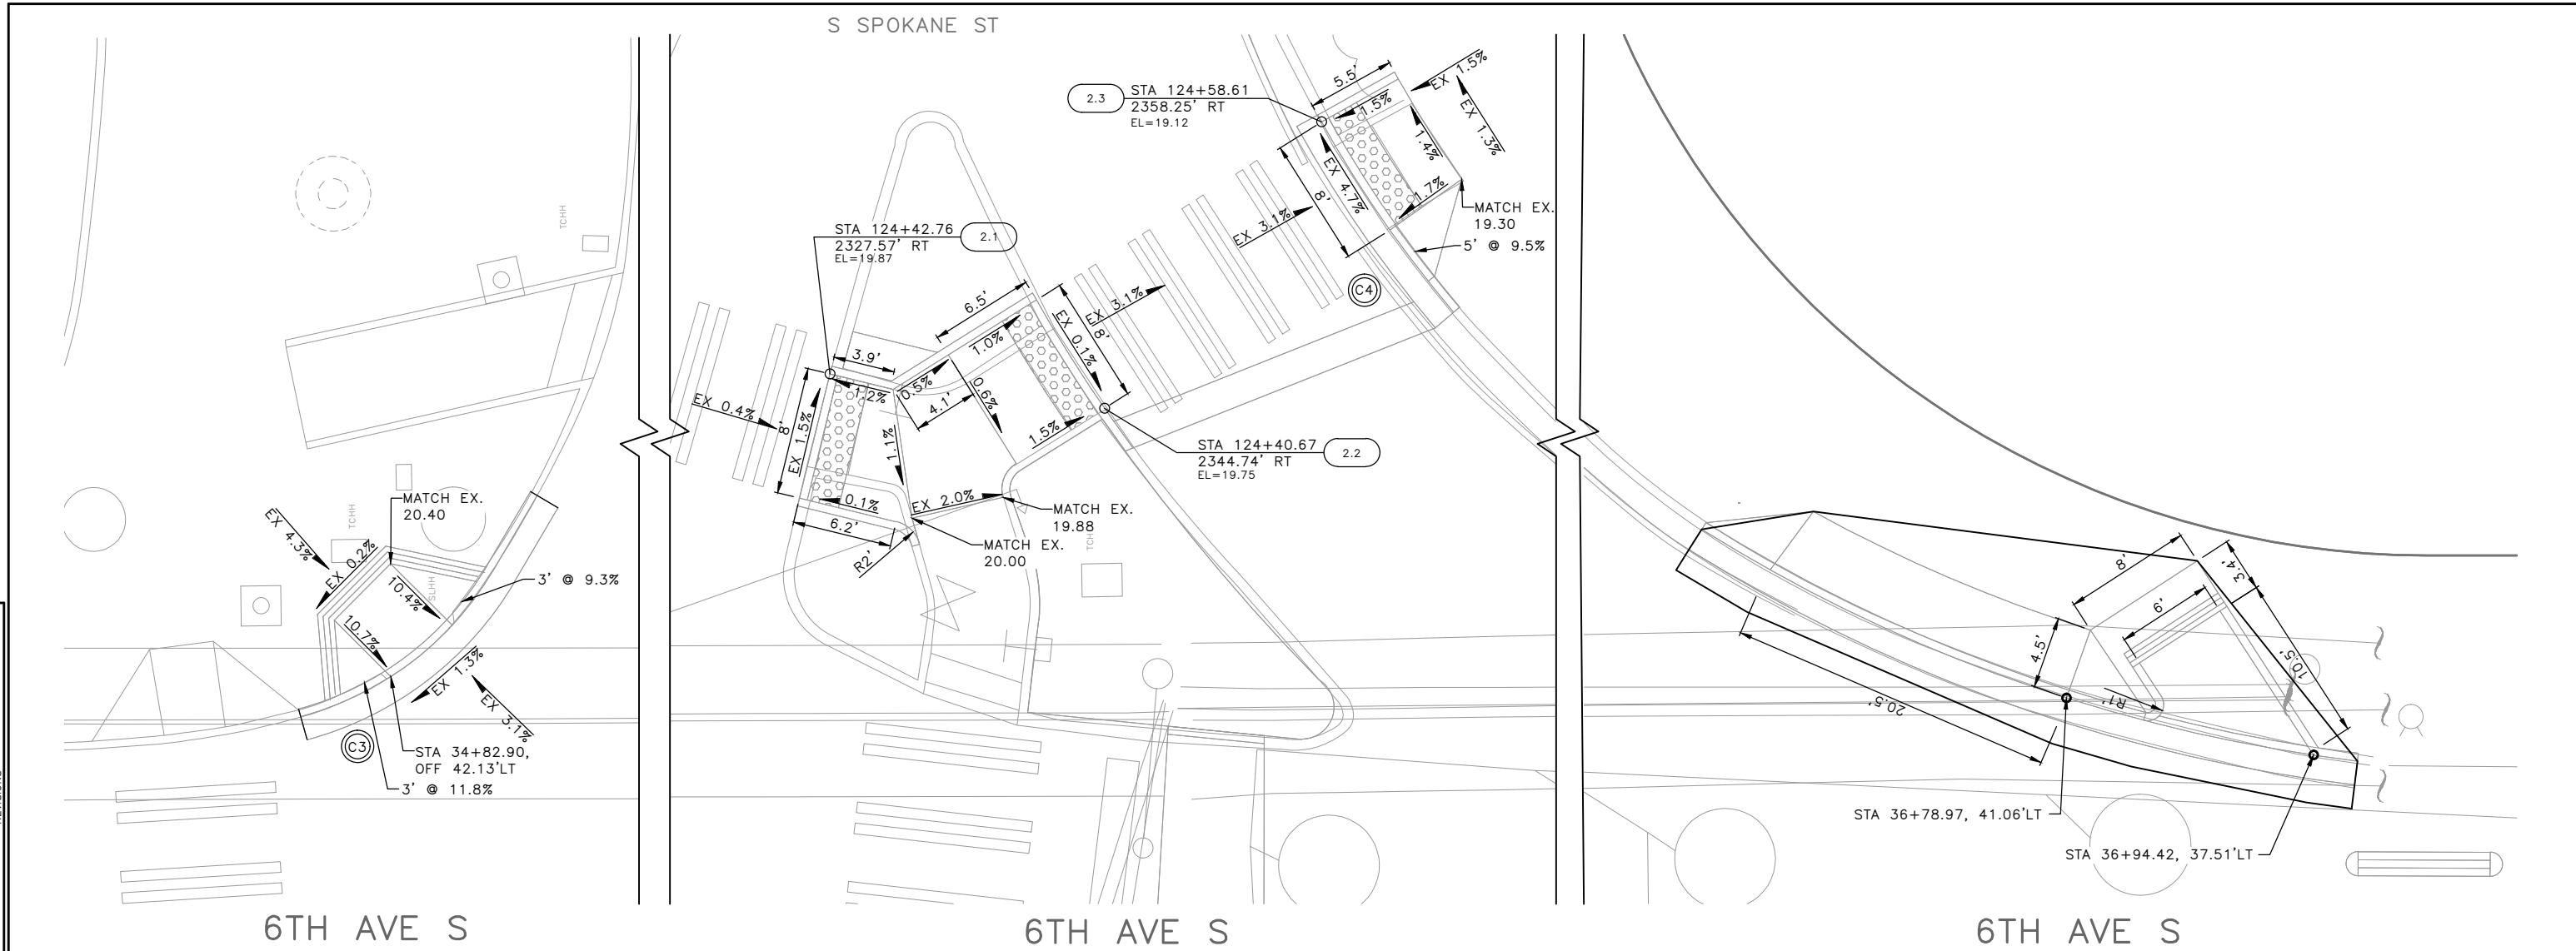 S SPOKANE ST
TCHH
MATCH EX.
20.40
TCHH
EX 4.3%
EX 0.2%
SLHH
10.4%
3' @ 9.3%
10.7%
EX 1.3%
EX 3.1%
C3
STA 34+82.90,
OFF 42.13'LT
3' @ 11.8%
6TH AVE S
2.3
STA 124+58.61
2358.25' RT
EL=19.12
5.5'
1.5%
EX 1.5%
EX 1.3%
1.4%
EX 4.7%
8'
1.7%
EX 3.1%
MATCH EX.
19.30
5' @ 9.5%
C4
STA 124+42.76
2327.57' RT
EL=19.87
2.1
6.5'
EX 3.1%
8'
EX 0.1%
1.0%
3.9'
0.5%
1.2%
4.1'
0.6%
EX 0.4%
8'
EX 1.5%
1.1%
1.5%
STA 124+40.67
2344.74' RT
EL=19.75
2.2
0.1%
EX 2.0%
6.2'
R2'
MATCH EX.
19.88
MATCH EX.
20.00
TCH
6TH AVE S
8'
3.4'
6'
4.5'
10.5'
R1'
20.5'
STA 36+78.97, 41.06'LT
STA 36+94.42, 37.51'LT
6TH AVE S